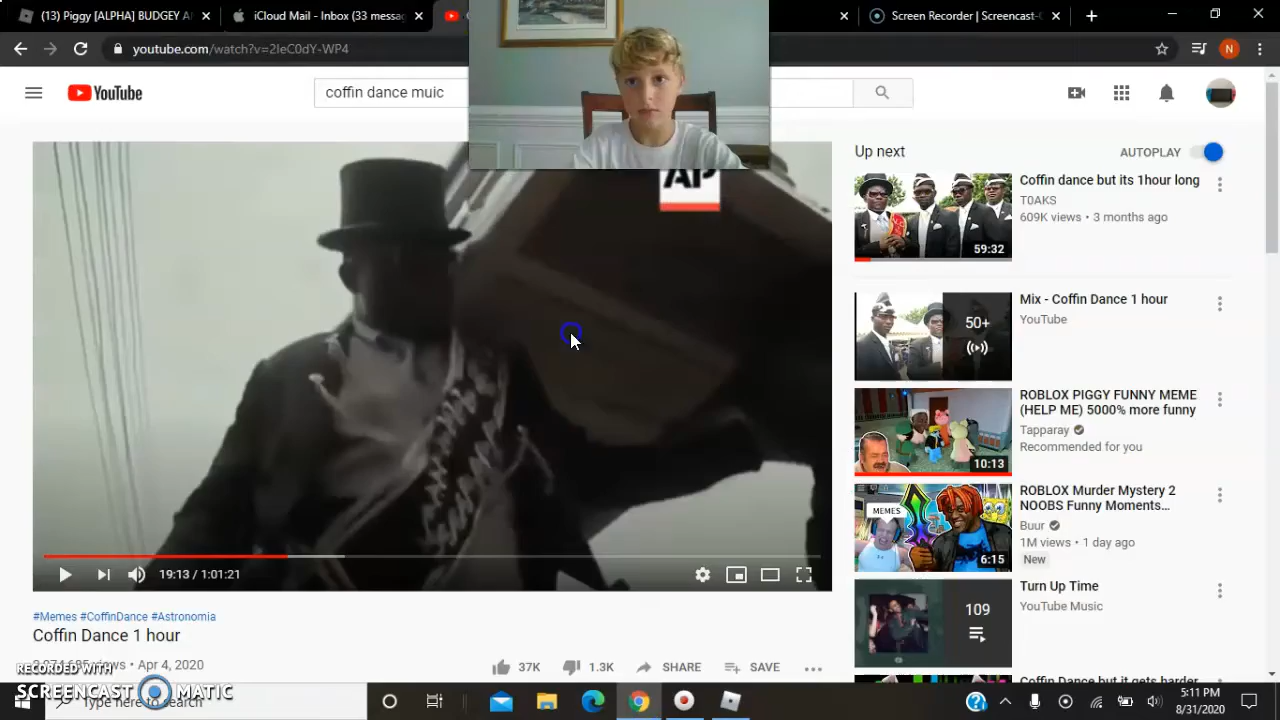 (13) Piggy [ALPHA] BUDGEY A
iCloud Mail - Inbox (33 messag
Screen Recorder | Screencast-O
youtube.com/watch?v=2IeC0dY-WP4
N
YouTube
coffin dance muic
AP
Up next
AUTOPLAY
Coffin dance but its 1hour long
T0AKS
609K views • 3 months ago
59:32
Mix - Coffin Dance 1 hour
YouTube
50+
ROBLOX PIGGY FUNNY MEME
(HELP ME) 5000% more funny
Tapparay
Recommended for you
10:13
ROBLOX Murder Mystery 2
NOOBS Funny Moments...
MEMES
Buur
1M views • 1 day ago
New
6:15
Turn Up Time
YouTube Music
109
19:13 / 1:01:21
#Memes #CoffinDance #Astronomia
Coffin Dance 1 hour
views • Apr 4, 2020
37K
1.3K
SHARE
SAVE
Coffin Dance but it gets harder
RECORDED WITH
SCREENCAST MATIC
Type here to search
5:11 PM
8/31/2020